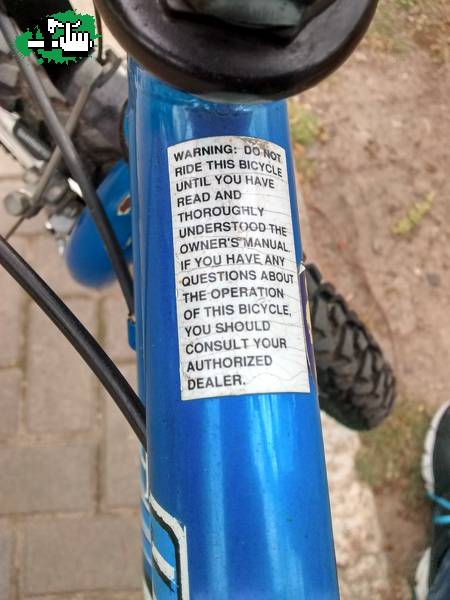 WARNING: DO NOT
RIDE THIS BICYCLE
UNTIL YOU HAVE
READ AND
THOROUGHLY
UNDERSTOOD THE
OWNER'S MANUAL.
IF YOU HAVE ANY
QUESTIONS ABOUT
THE OPERATION
OF THIS BICYCLE,
YOU SHOULD
CONSULT YOUR
AUTHORIZED
DEALER.